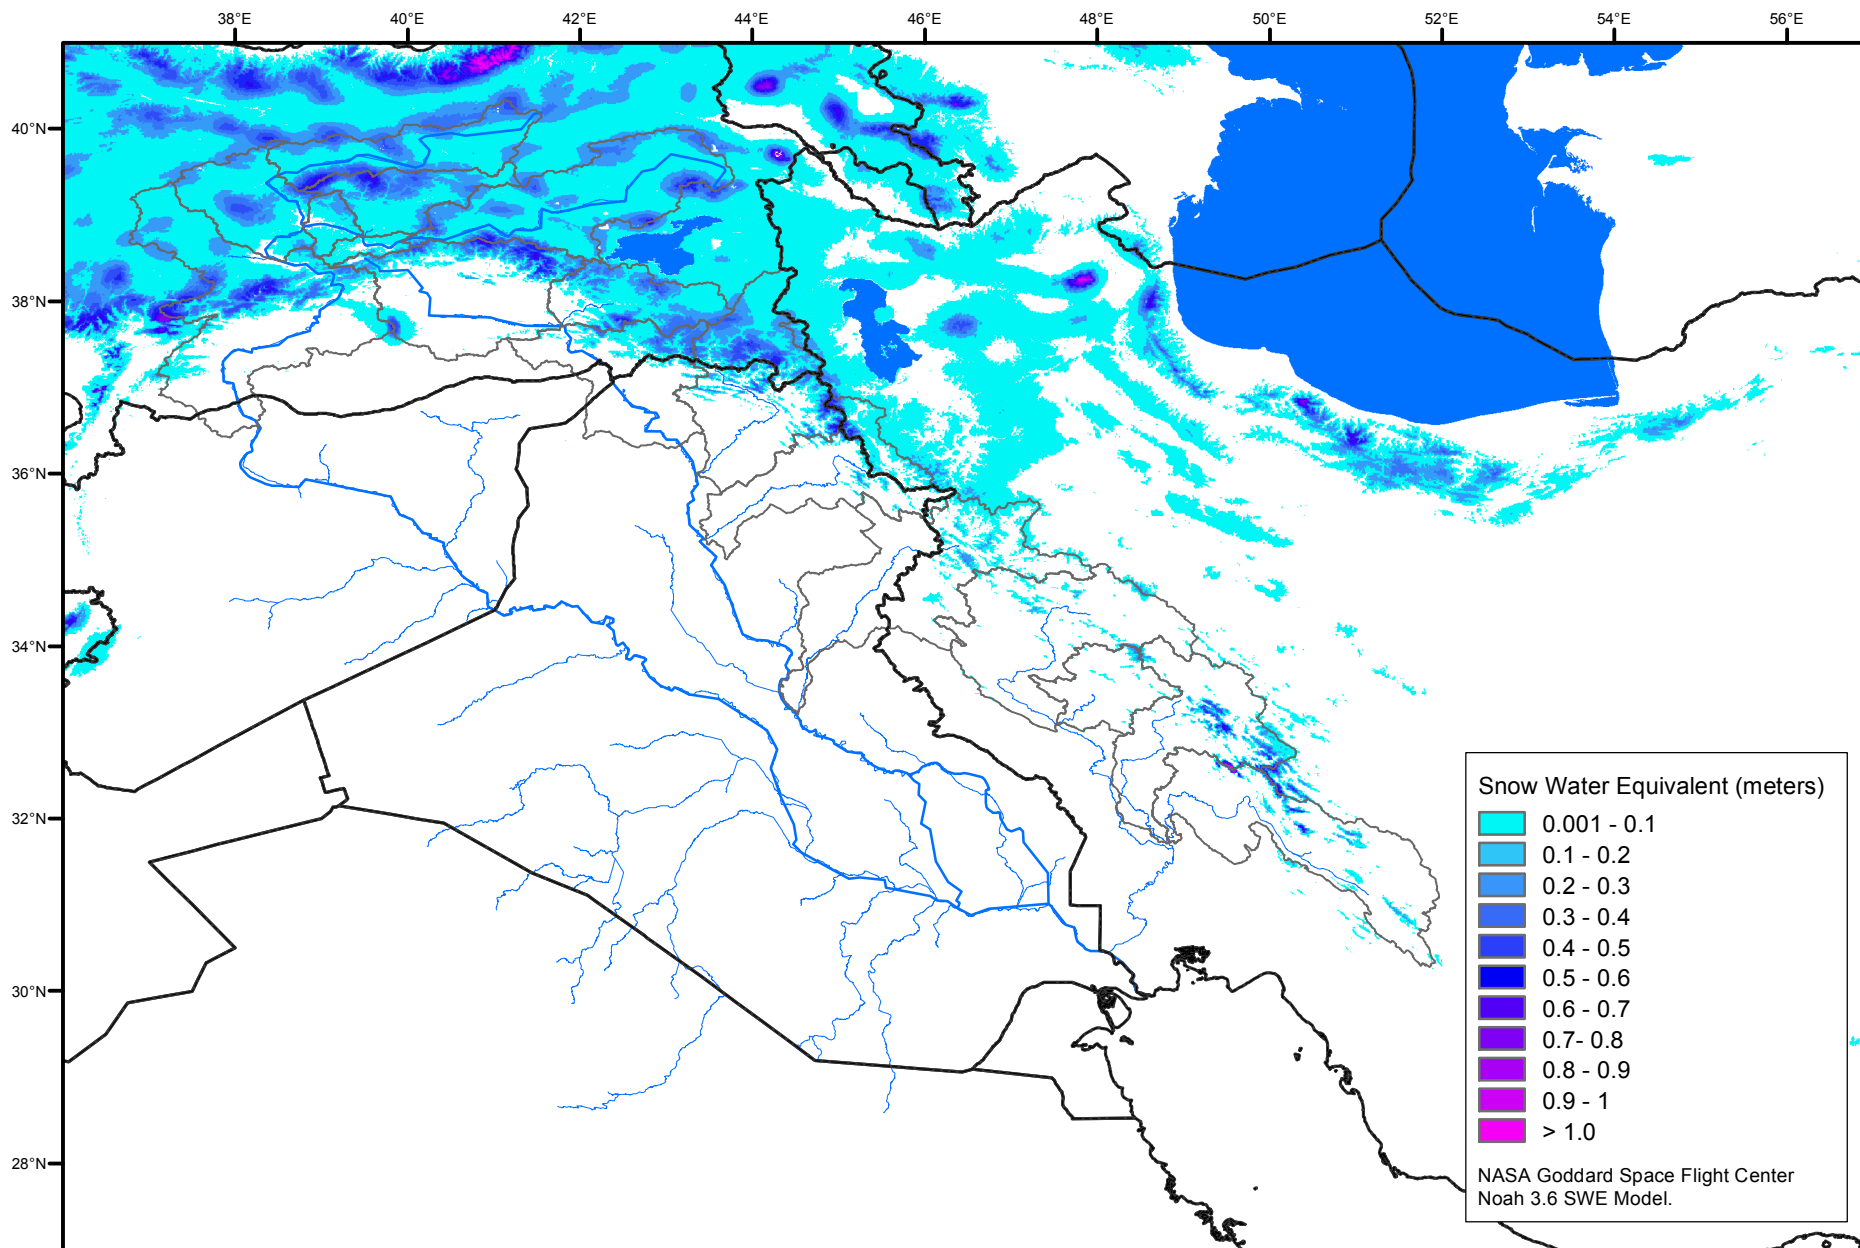 38°E 40°E 42°E 44°E 46°E 48°E 50°E 52°E 54°E 56°E
40°N
38°N
36°N
34°N
32°N
30°N
28°N
Snow Water Equivalent (meters)
0.001 - 0.1
0.1 - 0.2
0.2 - 0.3
0.3 - 0.4
0.4 - 0.5
0.5 - 0.6
0.6 - 0.7
0.7- 0.8
0.8 - 0.9
0.9 - 1
> 1.0
NASA Goddard Space Flight Center
Noah 3.6 SWE Model.